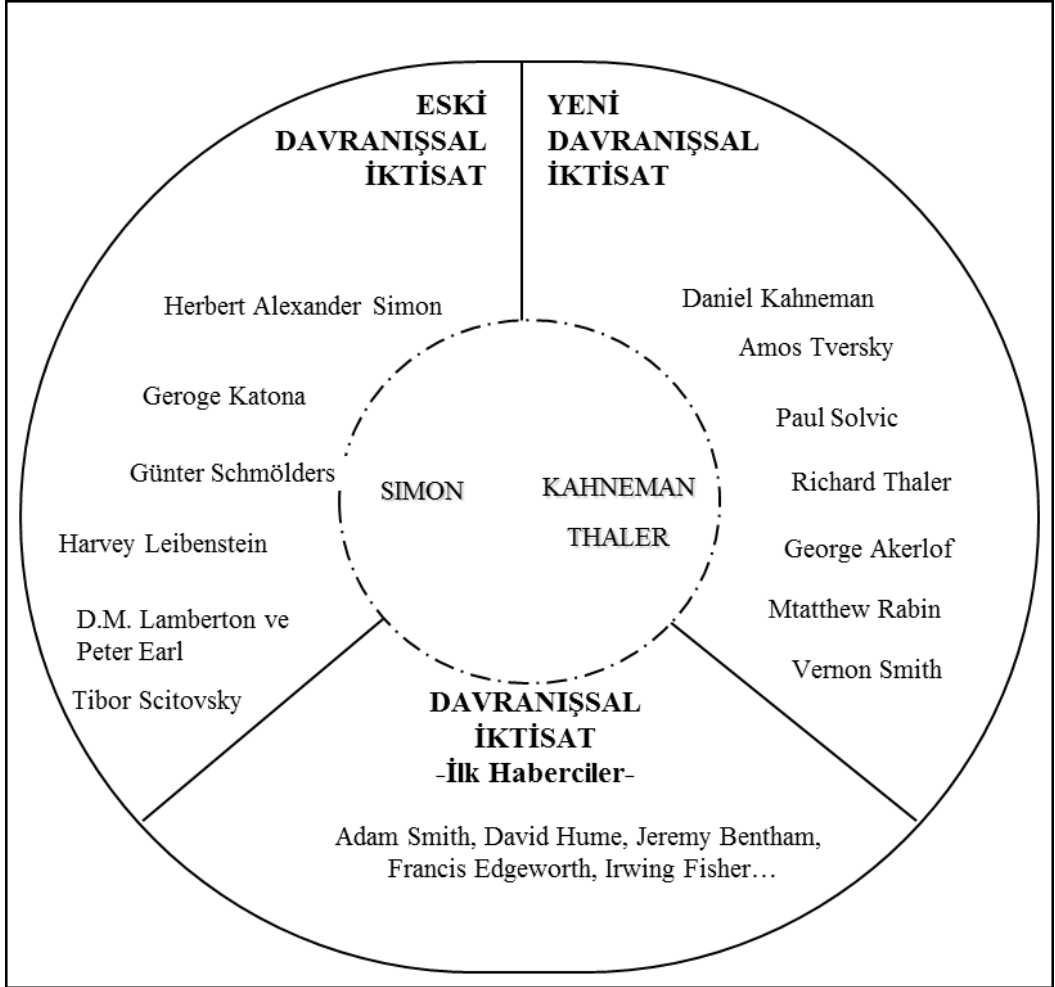 ESKİ
DAVRANIŞSAL
İKTİSAT
Herbert Alexander Simon
Geroge Katona
Günter Schmölders
Harvey Leibenstein
D.M. Lamberton ve
Peter Earl
Tibor Scitovsky
YENİ
DAVRANIŞSAL
İKTİSAT
Daniel Kahneman
Amos Tversky
Paul Solvic
Richard Thaler
George Akerlof
Mtatthew Rabin
Vernon Smith
SIMON
KAHNEMAN
THALER
DAVRANIŞSAL
İKTİSAT
-İlk Haberciler-
Adam Smith, David Hume, Jeremy Bentham,
Francis Edgeworth, Irwing Fisher…